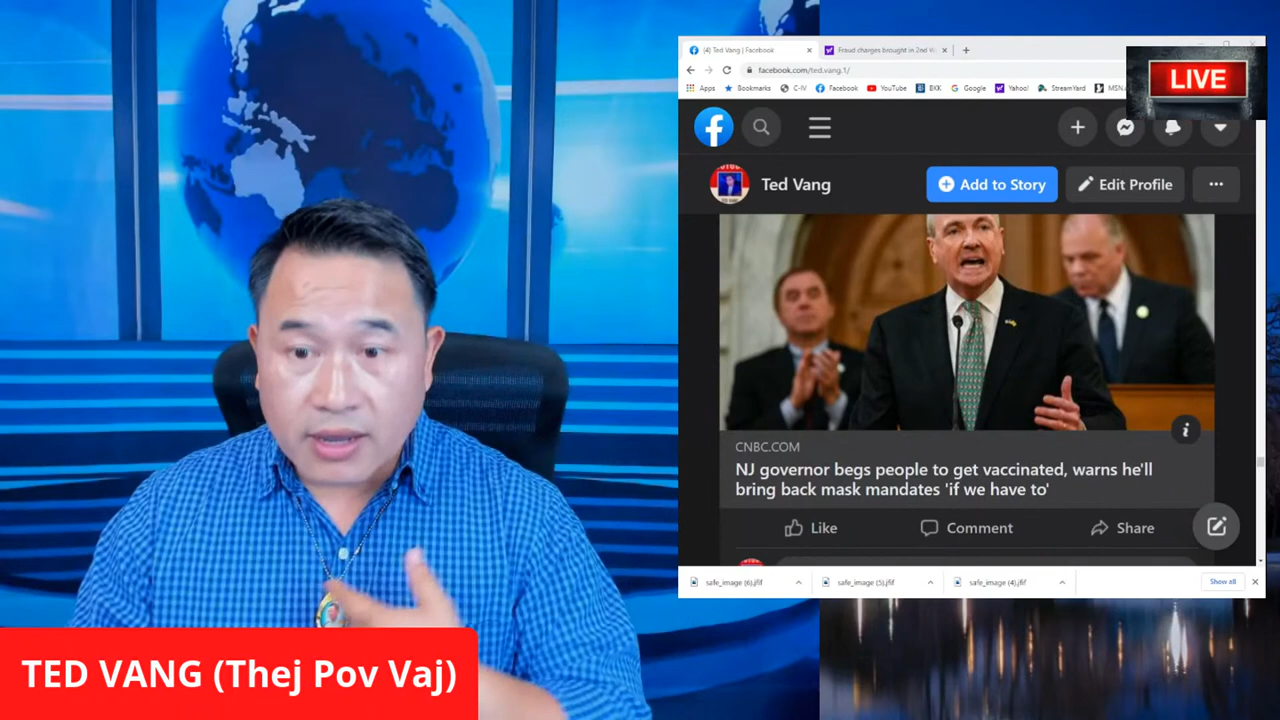 (4) Ted Vang | Facebook
Fraud charges brought in 2nd W
facebook.com/ted.vang.1/
Apps Bookmarks C-IV Facebook YouTube BKK Google Yahoo! StreamYard MSN
LIVE
Ted Vang
Add to Story
Edit Profile
CNBC.COM
NJ governor begs people to get vaccinated, warns he'll
bring back mask mandates 'if we have to'
Like Comment Share
safe_image (6).jfif safe_image (5).jfif safe_image (4).jfif Show all
TED VANG (Thej Pov Vaj)